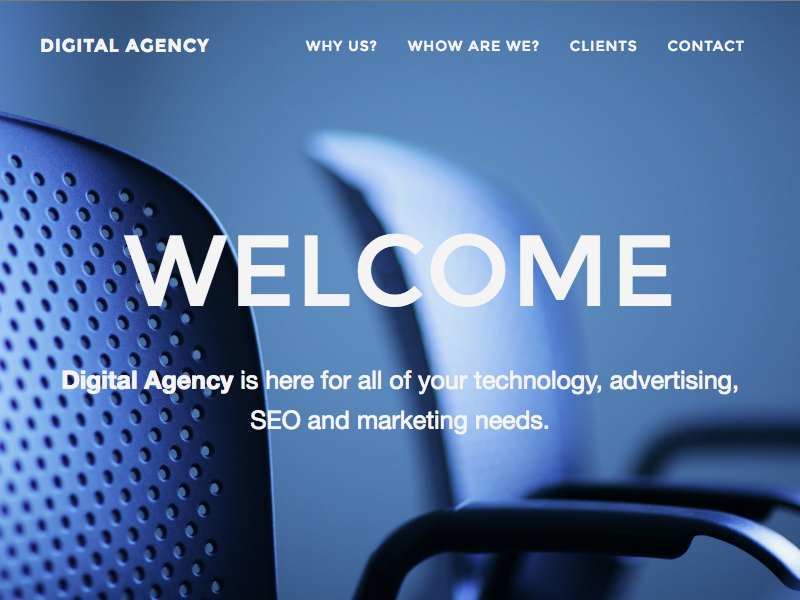 DIGITAL AGENCY WHY US? WHOW ARE WE? CLIENTS CONTACT
WELCOME
Digital Agency is here for all of your technology, advertising,
SEO and marketing needs.